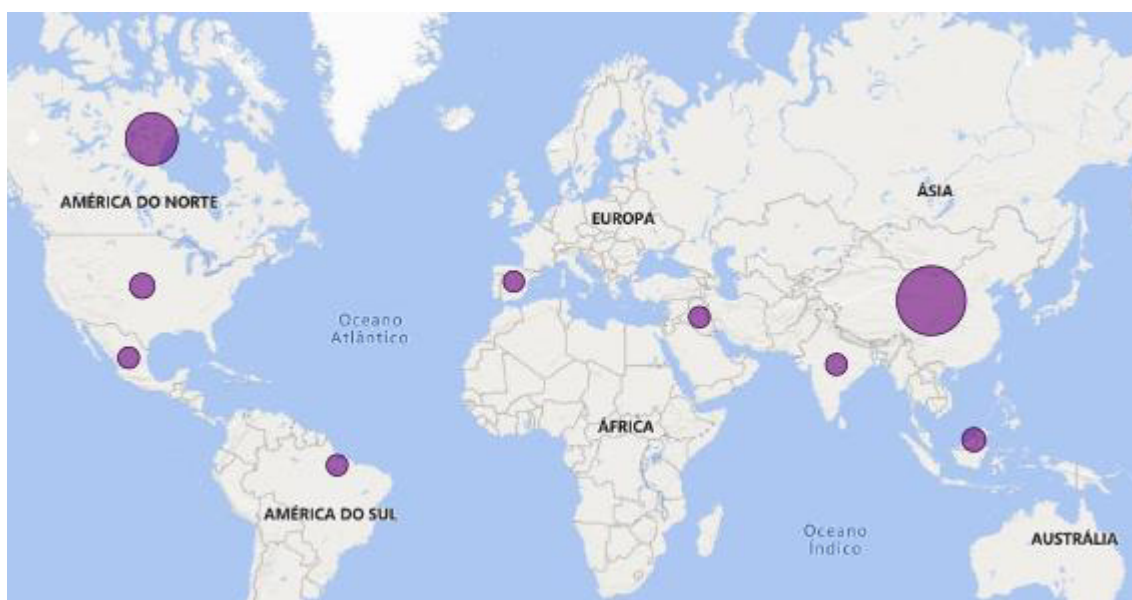 AMÉRICA DO NORTE
EUROPA
ÁSIA
Oceano
Atlântico
ÁFRICA
AMÉRICA DO SUL
Oceano
Índico
AUSTRÁLIA